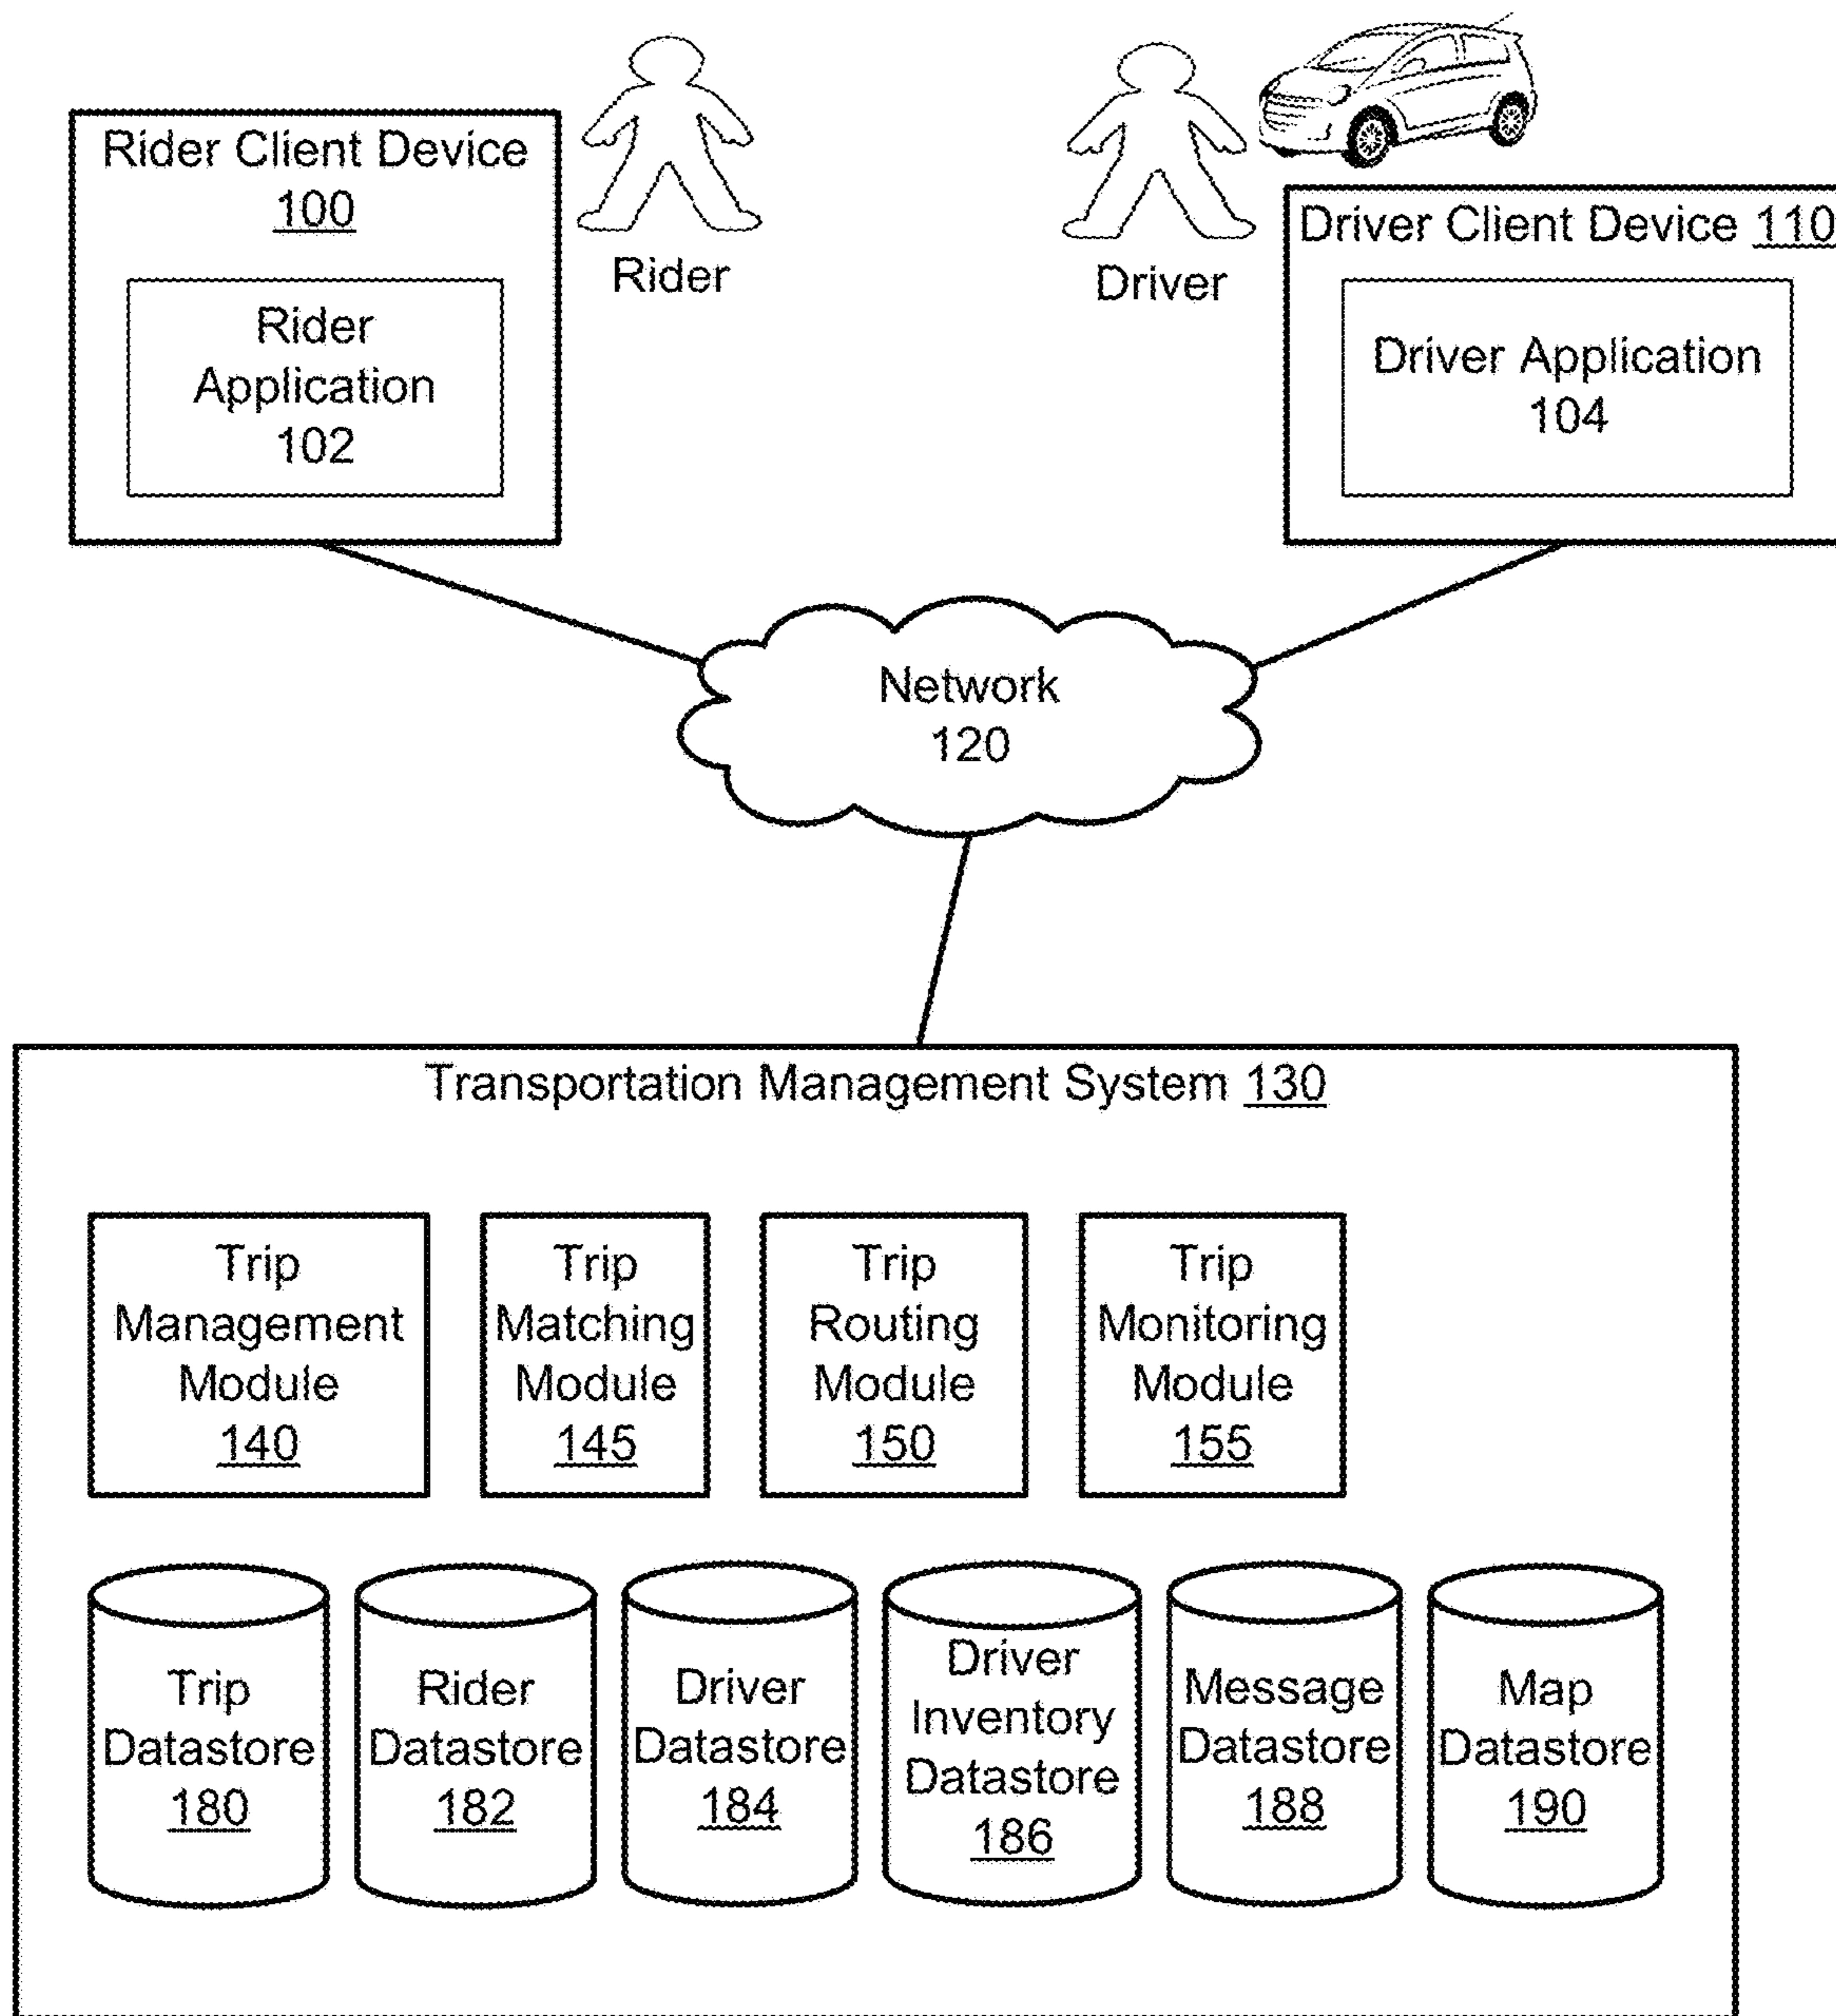 Rider Client Device
100
Rider
Application
102
Rider
Driver
Driver Client Device 110
Driver Application
104
Network
120
Transportation Management System 130
Trip
Management
Module
140
Trip
Matching
Module
145
Trip
Routing
Module
150
Trip
Monitoring
Module
155
Trip
Datastore
180
Rider
Datastore
182
Driver
Datastore
184
Driver
Inventory
Datastore
186
Message
Datastore
188
Map
Datastore
190